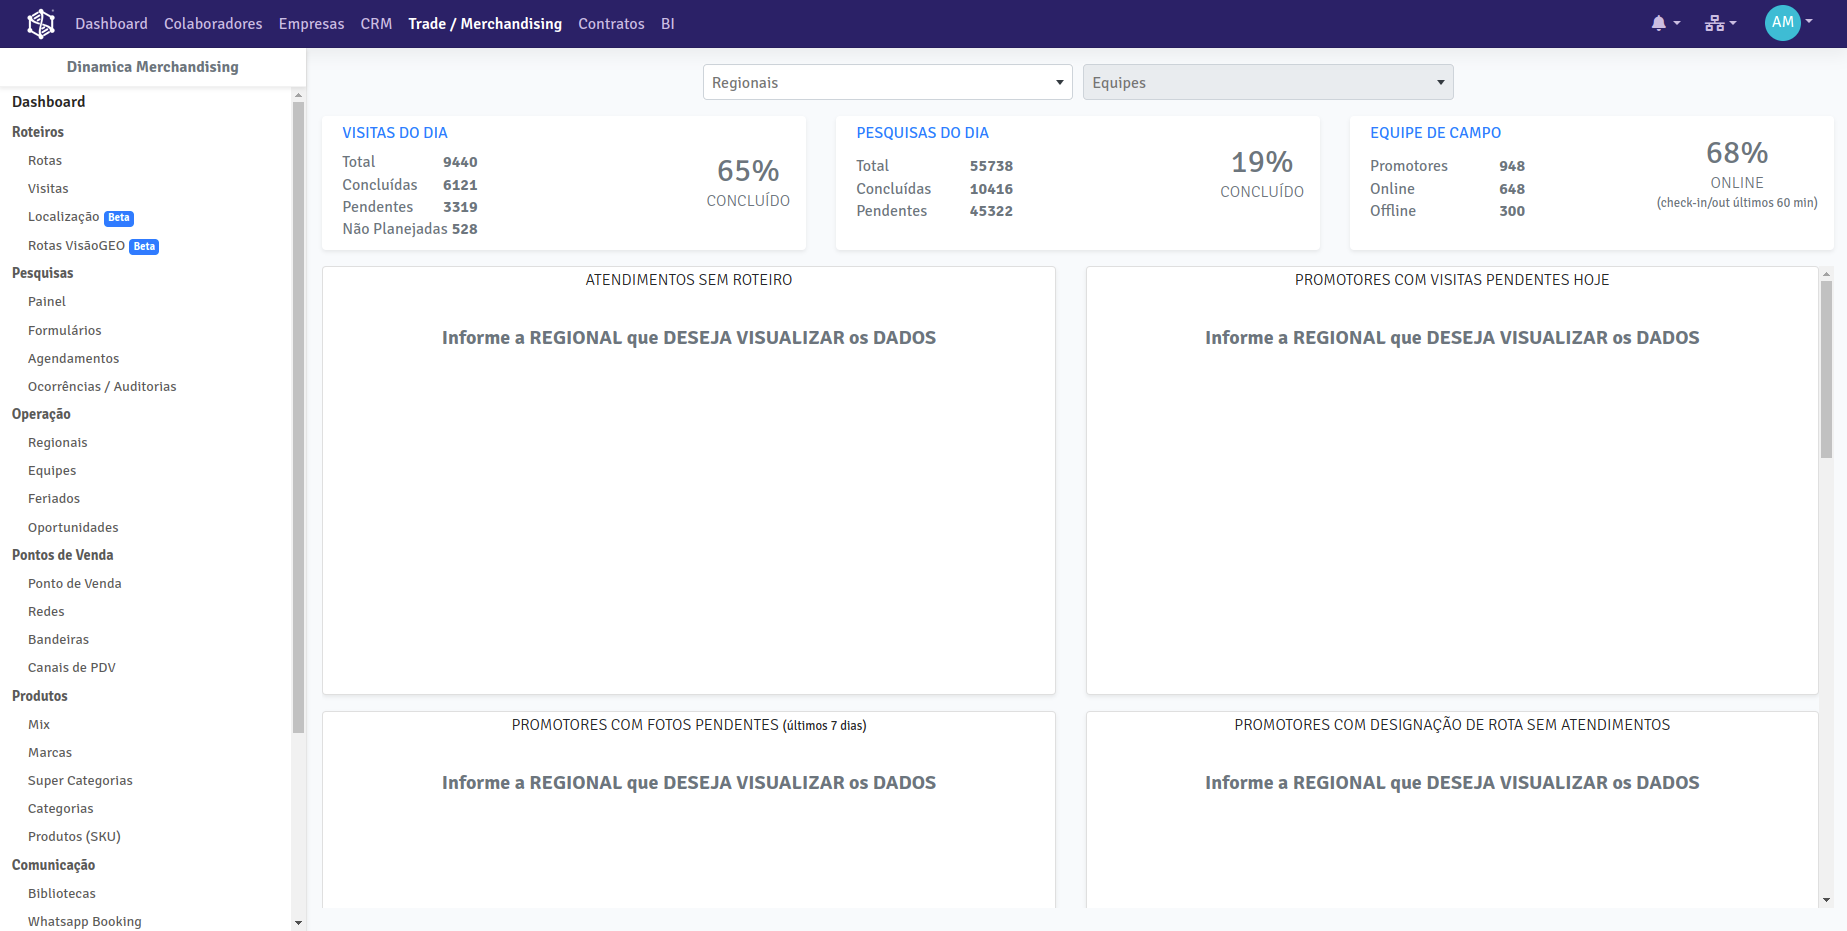 Dashboard Colaboradores Empresas CRM Trade / Merchandising Contratos BI AM
Dinamica Merchandising
Dashboard
Roteiros
Rotas
Visitas
Localização Beta
Rotas VisãoGEO Beta
Pesquisas
Painel
Formulários
Agendamentos
Ocorrências / Auditorias
Operação
Regionais
Equipes
Feriados
Oportunidades
Pontos de Venda
Ponto de Venda
Redes
Bandeiras
Canais de PDV
Produtos
Mix
Marcas
Super Categorias
Categorias
Produtos (SKU)
Comunicação
Bibliotecas
Whatsapp Booking
Regionais
Equipes
VISITAS DO DIA
Total 9440
Concluídas 6121
Pendentes 3319
Não Planejadas 528
65%
CONCLUÍDO
PESQUISAS DO DIA
Total 55738
Concluídas 10416
Pendentes 45322
19%
CONCLUÍDO
EQUIPE DE CAMPO
Promotores 948
Online 648
Offline 300
68%
ONLINE
(check-in/out últimos 60 min)
ATENDIMENTOS SEM ROTEIRO
Informe a REGIONAL que DESEJA VISUALIZAR os DADOS
PROMOTORES COM VISITAS PENDENTES HOJE
Informe a REGIONAL que DESEJA VISUALIZAR os DADOS
PROMOTORES COM FOTOS PENDENTES (últimos 7 dias)
Informe a REGIONAL que DESEJA VISUALIZAR os DADOS
PROMOTORES COM DESIGNAÇÃO DE ROTA SEM ATENDIMENTOS
Informe a REGIONAL que DESEJA VISUALIZAR os DADOS